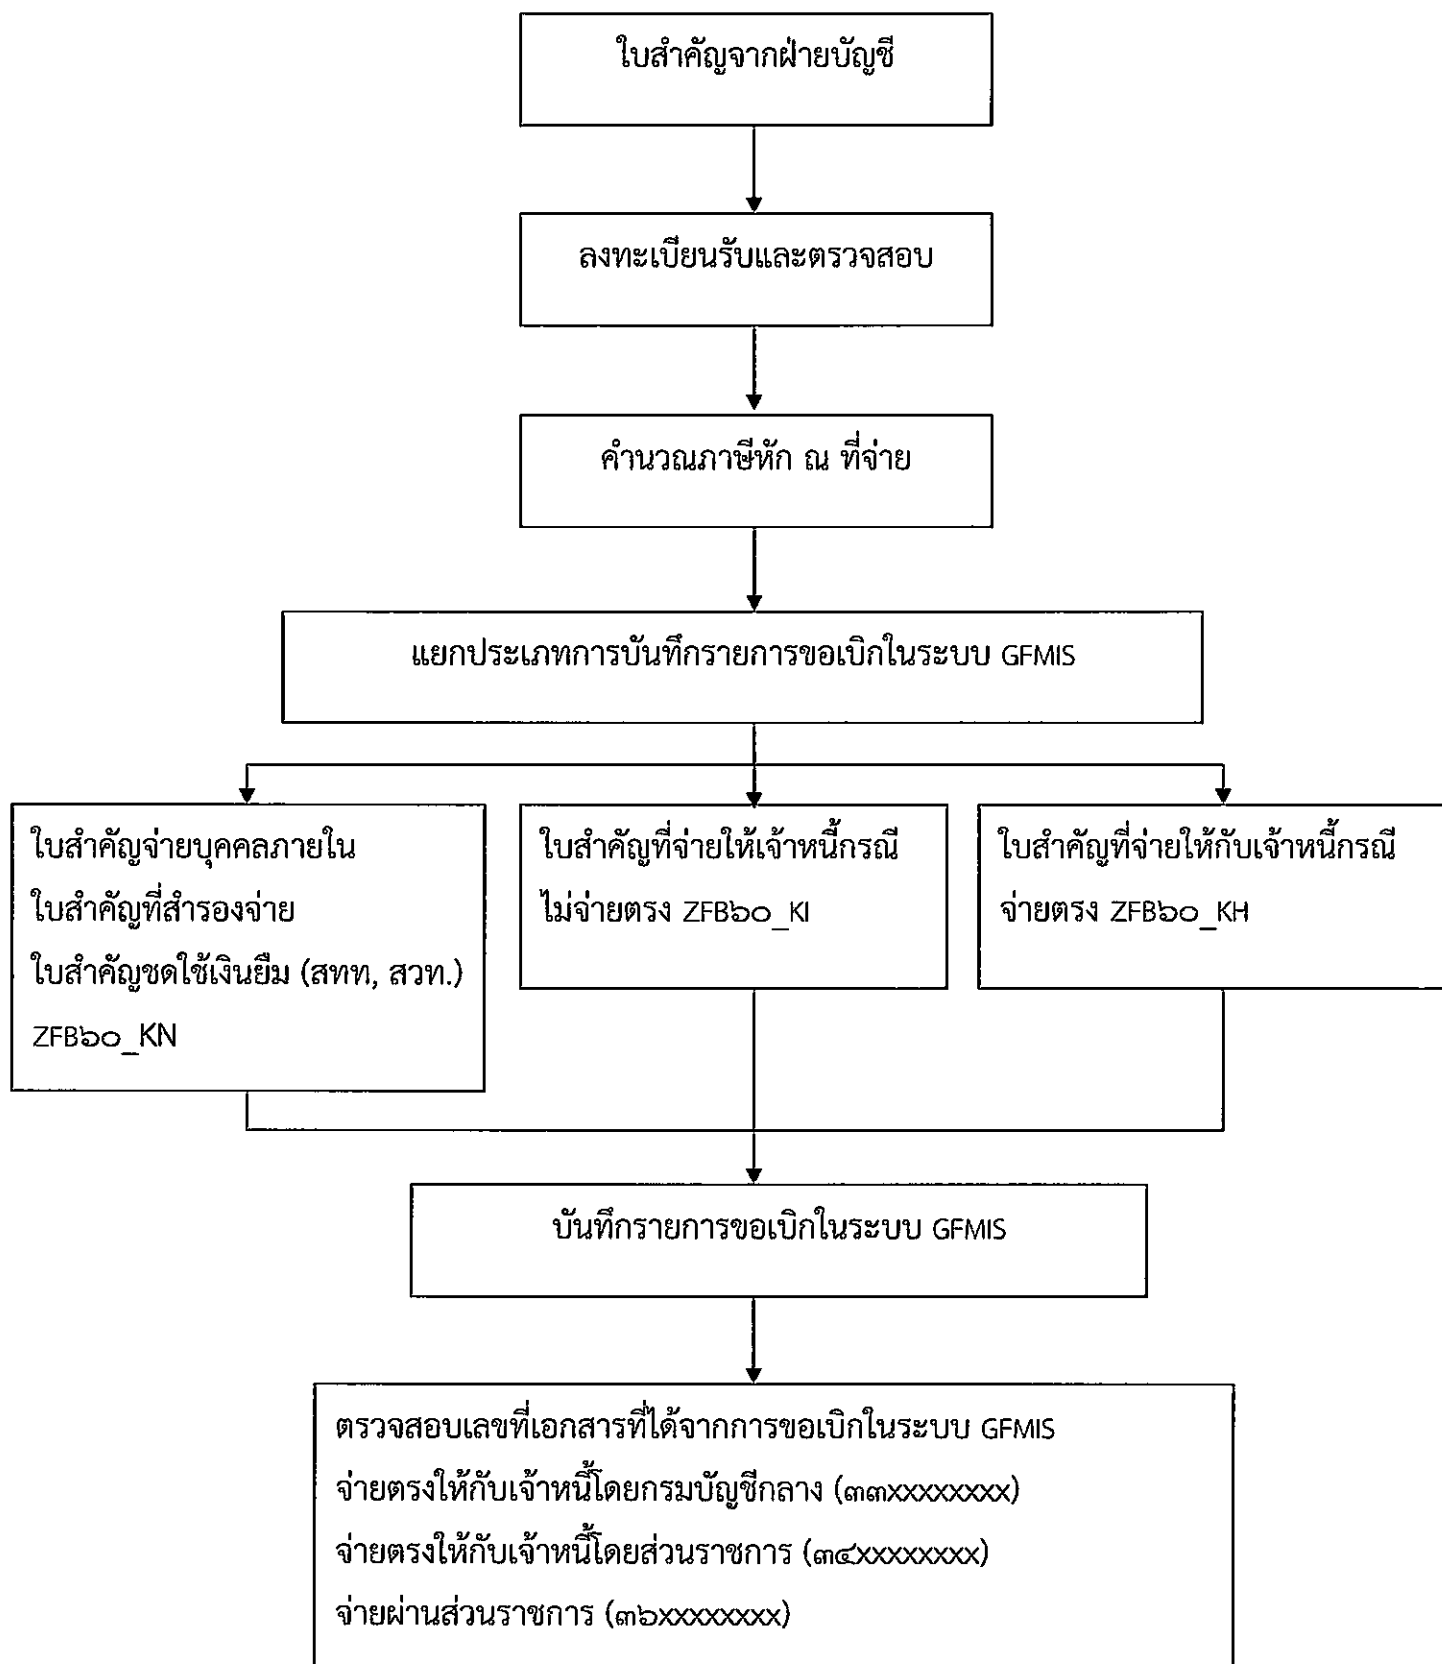 ใบสำคัญจากฝ่ายบัญชี
ลงทะเบียนรับและตรวจสอบ
คำนวณภาษีหัก ณ ที่จ่าย
แยกประเภทการบันทึกรายการขอเบิกในระบบ GFMIS
ใบสำคัญจ่ายบุคคลภายใน
ใบสำคัญที่สำรองจ่าย
ใบสำคัญชดใช้เงินยืม (สทท, สวท.)
ZFB๖๐_KN
ใบสำคัญที่จ่ายให้เจ้าหนี้กรณี
ไม่จ่ายตรง ZFB๖๐_KI
ใบสำคัญที่จ่ายให้กับเจ้าหนี้กรณี
จ่ายตรง ZFB๖๐_KH
บันทึกรายการขอเบิกในระบบ GFMIS
ตรวจสอบเลขที่เอกสารที่ได้จากการขอเบิกในระบบ GFMIS
จ่ายตรงให้กับเจ้าหนี้โดยกรมบัญชีกลาง (๓๓xxxxxxxx)
จ่ายตรงให้กับเจ้าหนี้โดยส่วนราชการ (๓๔xxxxxxxx)
จ่ายผ่านส่วนราชการ (๓๖xxxxxxxx)